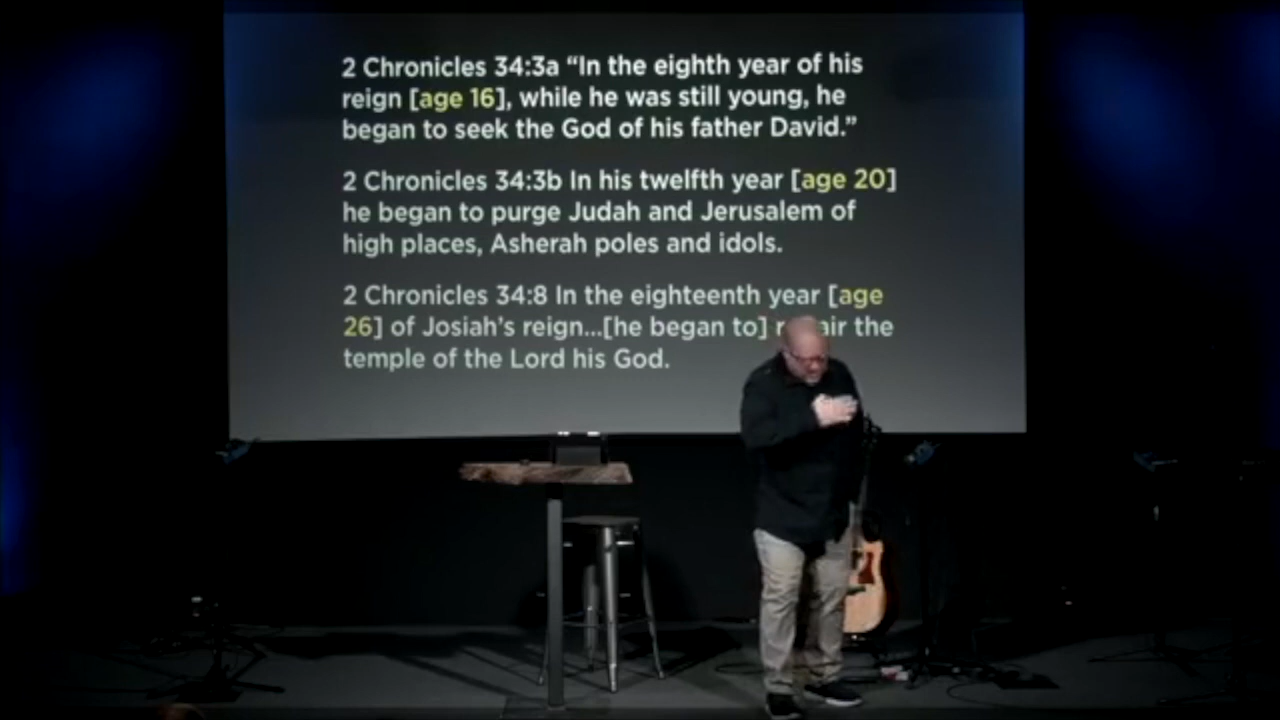 2 Chronicles 34:3a “In the eighth year of his
reign [age 16], while he was still young, he
began to seek the God of his father David.”
2 Chronicles 34:3b In his twelfth year [age 20]
he began to purge Judah and Jerusalem of
high places, Asherah poles and idols.
2 Chronicles 34:8 In the eighteenth year [age
26] of Josiah’s reign...[he began to] the
temple of the Lord his God.